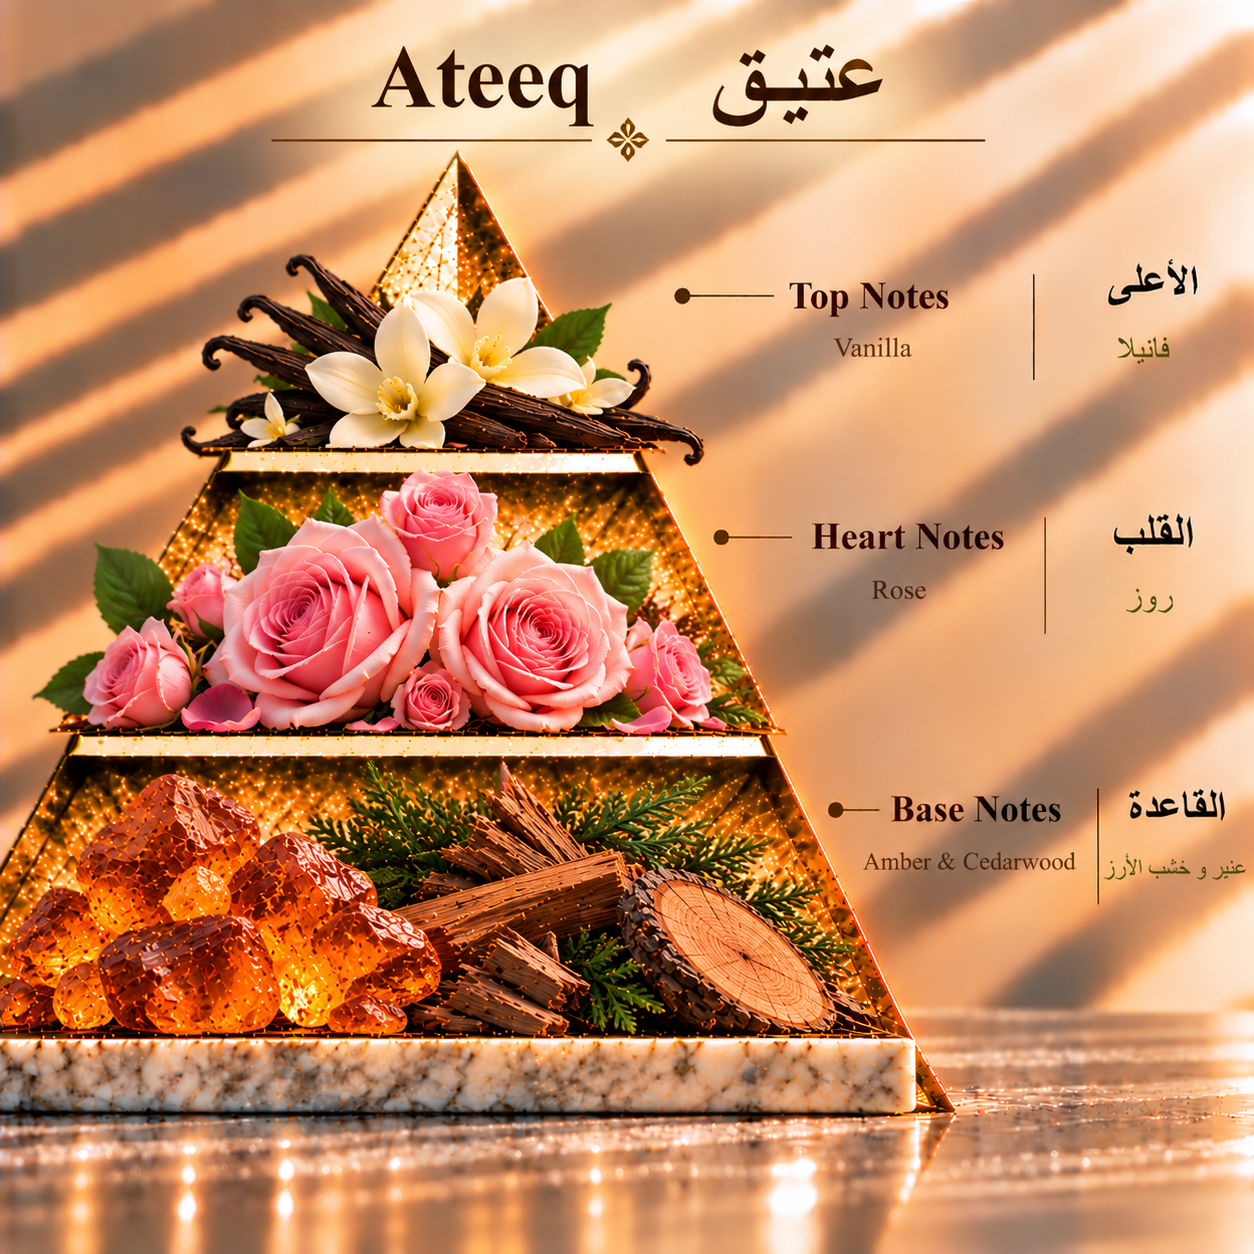 Ateeq عتيق
Top Notes
Vanilla
الأعلى
فانيلا
Heart Notes
Rose
القلب
روز
Base Notes
Amber & Cedarwood
القاعدة
عنبر و خشب الأرز